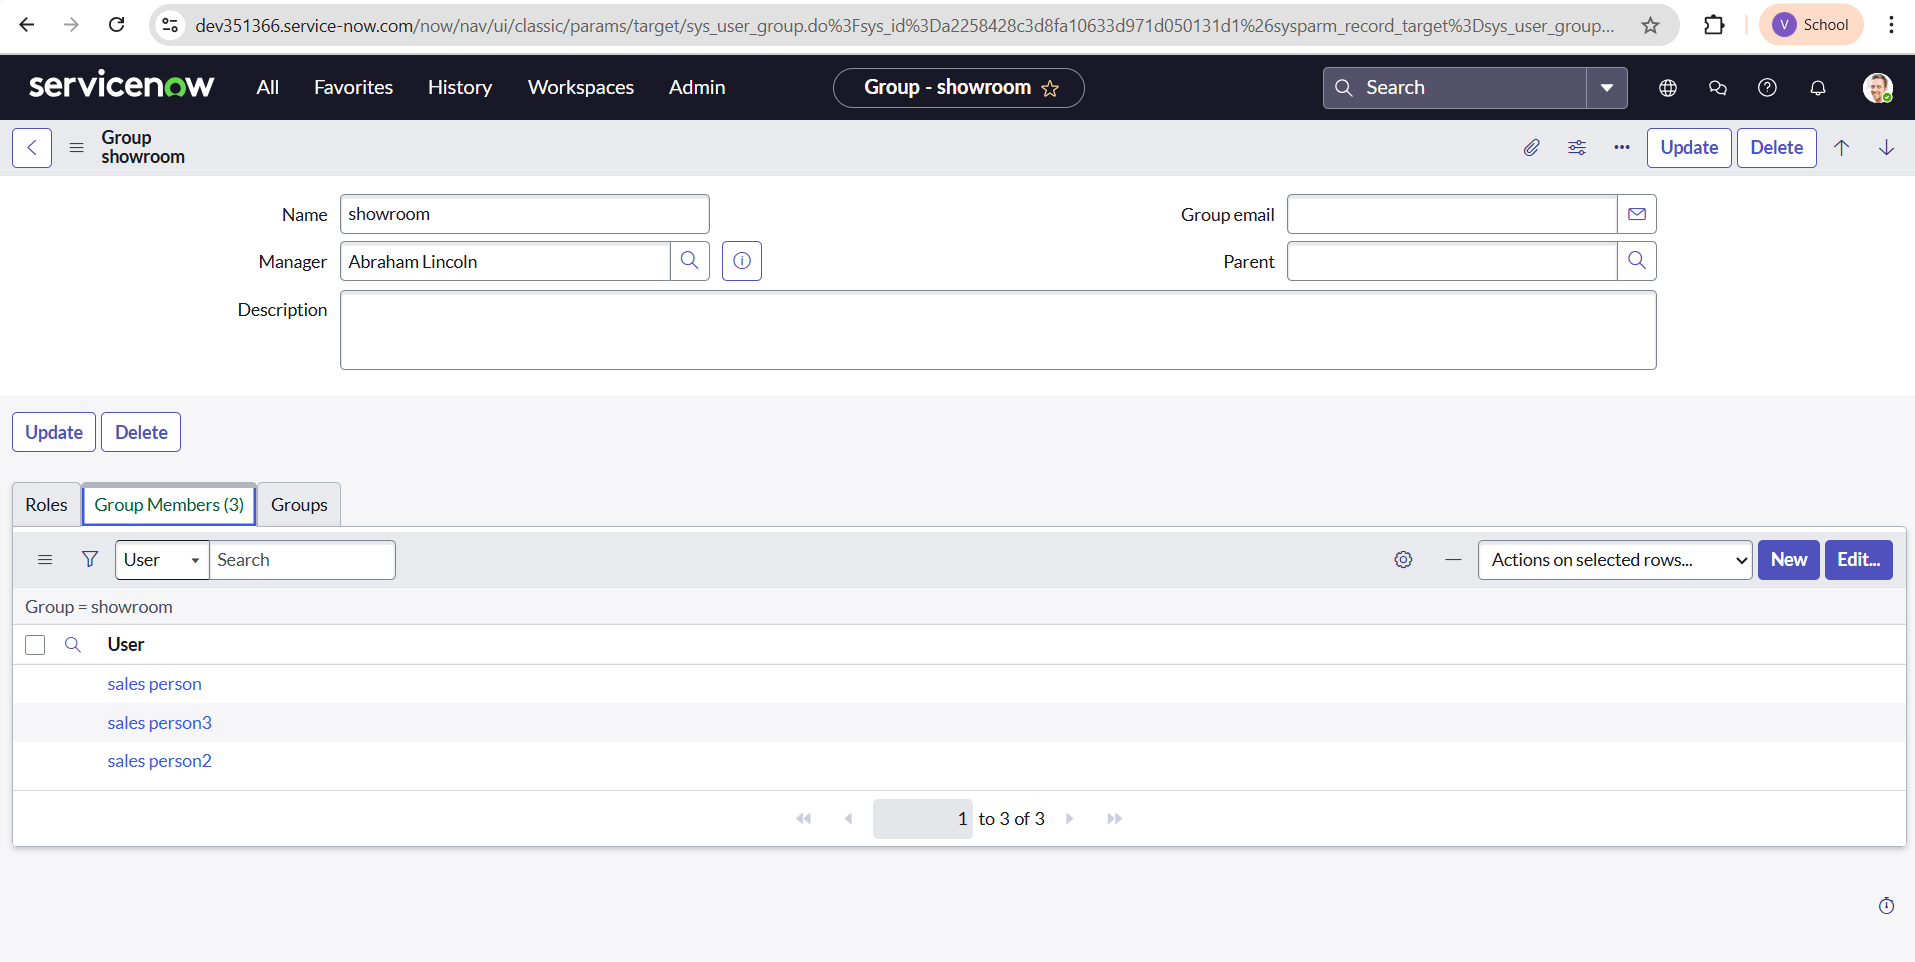 dev351366.service-now.com/now/nav/ui/classic/params/target/sys_user_group.do%3Fsys_id%3Da2258428c3d8fa10633d971d050131d1%26sysparm_record_target%3Dsys_user_group...
V School
servicenow All Favorites History Workspaces Admin Group - showroom Search
Group
showroom
Update Delete
Name showroom Group email
Manager Abraham Lincoln Parent
Description
Update Delete
Roles Group Members (3) Groups
User Search Actions on selected rows... New Edit...
Group = showroom
User
sales person
sales person3
sales person2
1 to 3 of 3